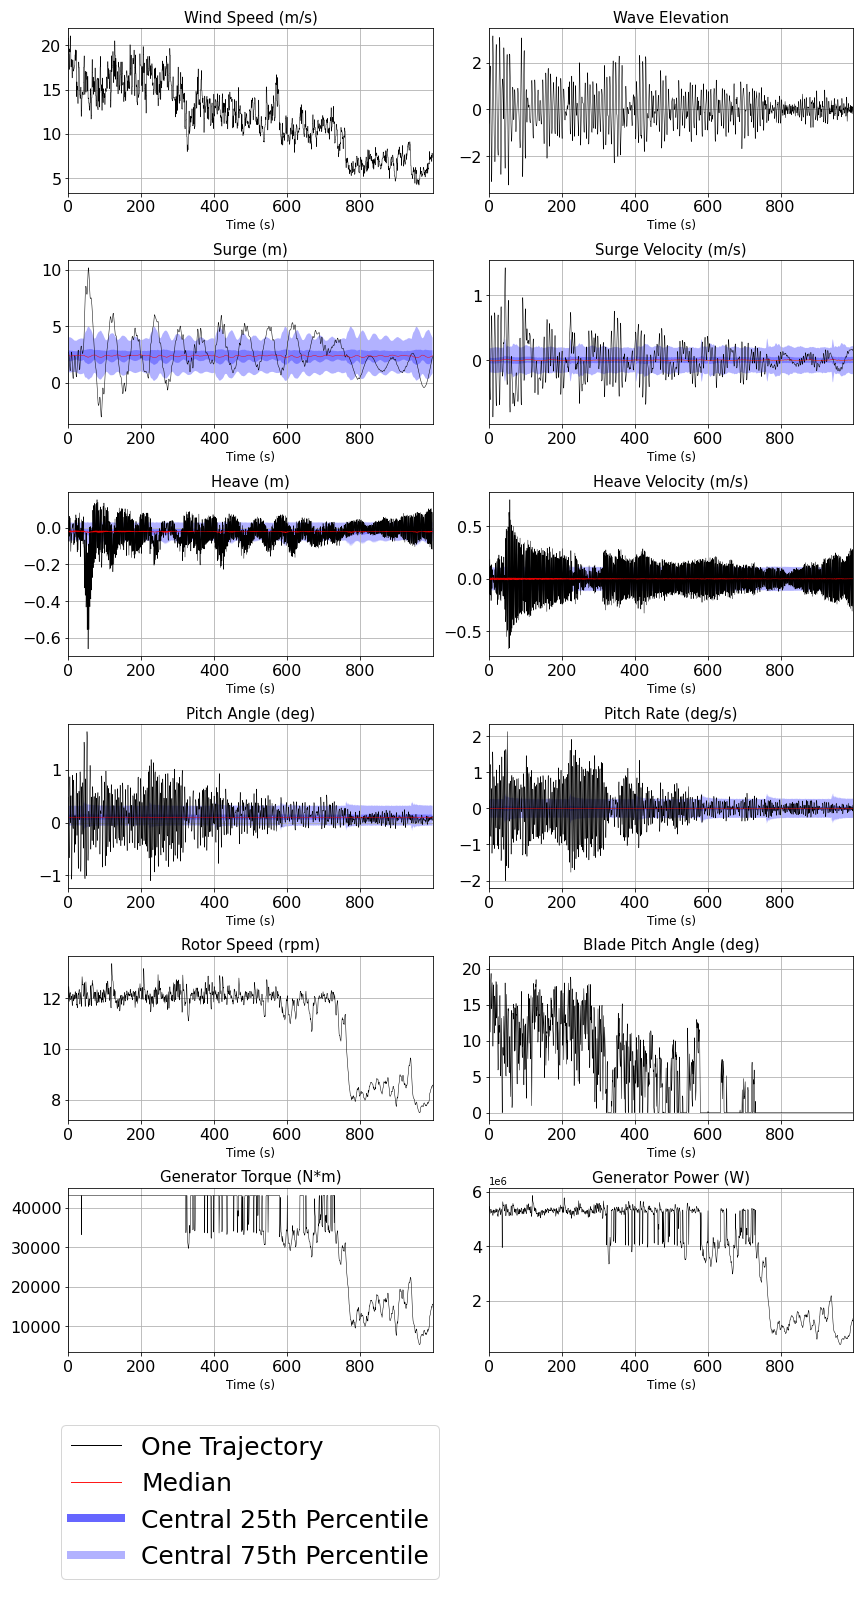 Wind Speed (m/s)
20
15
10
5
0 200 400 600 800
Time (s)
Wave Elevation
2
0
−2
0 200 400 600 800
Time (s)
Surge (m)
10
5
0
0 200 400 600 800
Time (s)
Surge Velocity (m/s)
1
0
0 200 400 600 800
Time (s)
Heave (m)
0.0
−0.2
−0.4
−0.6
0 200 400 600 800
Time (s)
Heave Velocity (m/s)
0.5
0.0
−0.5
0 200 400 600 800
Time (s)
Pitch Angle (deg)
1
0
−1
0 200 400 600 800
Time (s)
Pitch Rate (deg/s)
2
1
0
−1
−2
0 200 400 600 800
Time (s)
Rotor Speed (rpm)
12
10
8
0 200 400 600 800
Time (s)
Blade Pitch Angle (deg)
20
15
10
5
0
0 200 400 600 800
Time (s)
Generator Torque (N*m)
40000
30000
20000
10000
0 200 400 600 800
Time (s)
Generator Power (W)
1e6
6
4
2
0 200 400 600 800
Time (s)
One Trajectory
Median
Central 25th Percentile
Central 75th Percentile